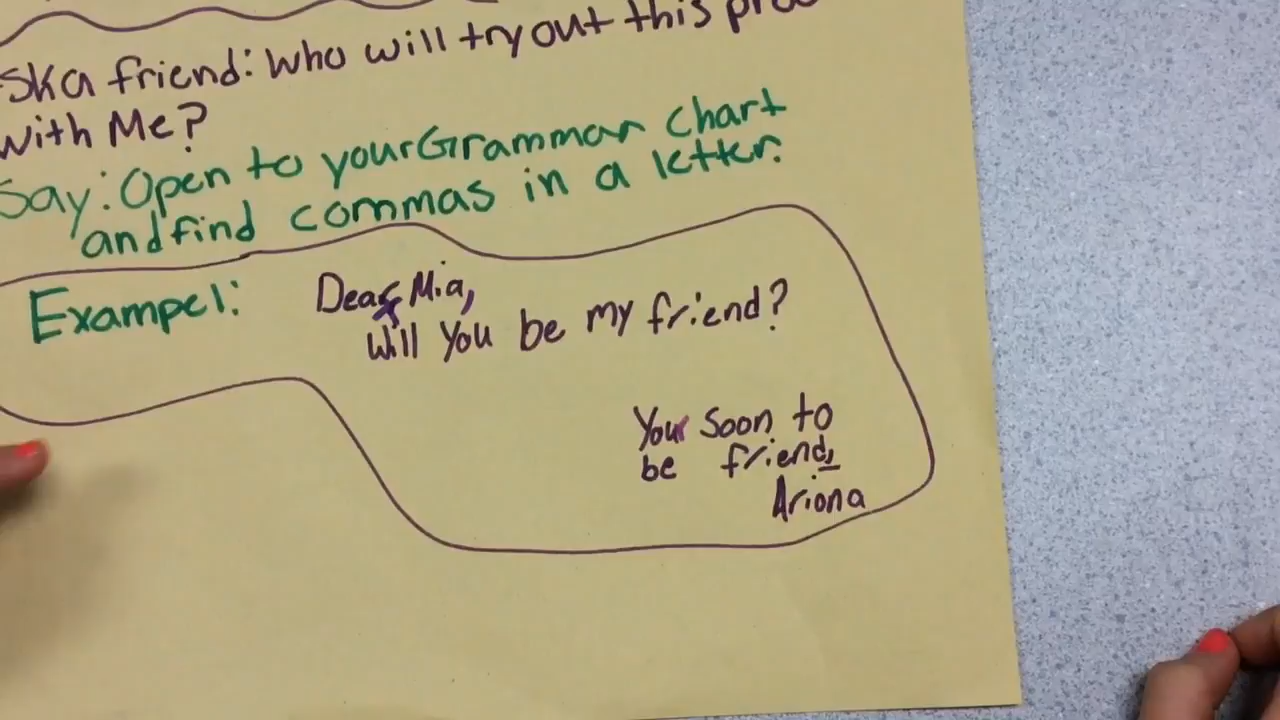 ska friend: Who will try out this
with Me?
Say: Open to your Grammar chart
and find commas in a letter.
Exampel: Dear Mia,
Will You be my friend?
Your soon to
be friend,
Ariona